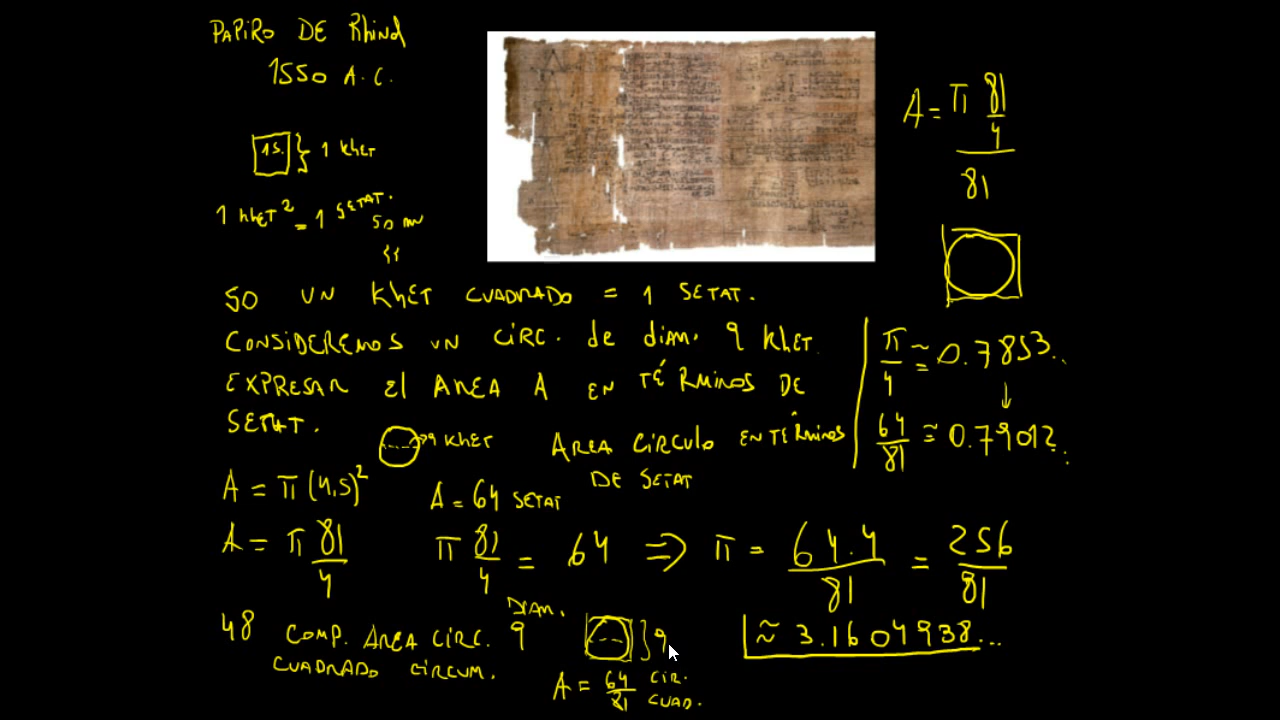 PAPIRO DE Rhind
1550 A.C.
1S. } 1 KhET
1 KhET² = 1 SETAT.
50 UN KhET CUADRADO = 1 SETAT.
CONSIDEREMOS UN CIRC. de diam. 9 KhET.
EXPRESAR El AREA A EN TÉRMINOS DE
SETAT.
9 KHET
AREA CIRCULO EN TÉRMINOS
DE SETAT
A = π(4,5)²
A = 64 SETAT
A = π 81/4
π 81/4 = 64 ⇒ π = 64.4/81 = 256/81
≈ 3.1604938...
48 COMP. AREA CIRC. DIAM. 9
CUADRADO CIRCUM.
} 9
A = 64/81 CIR. CUAD.
A = π 81/4 / 81
π/4 ≈ 0.7853...
↓
64/81 ≈ 0.79012...